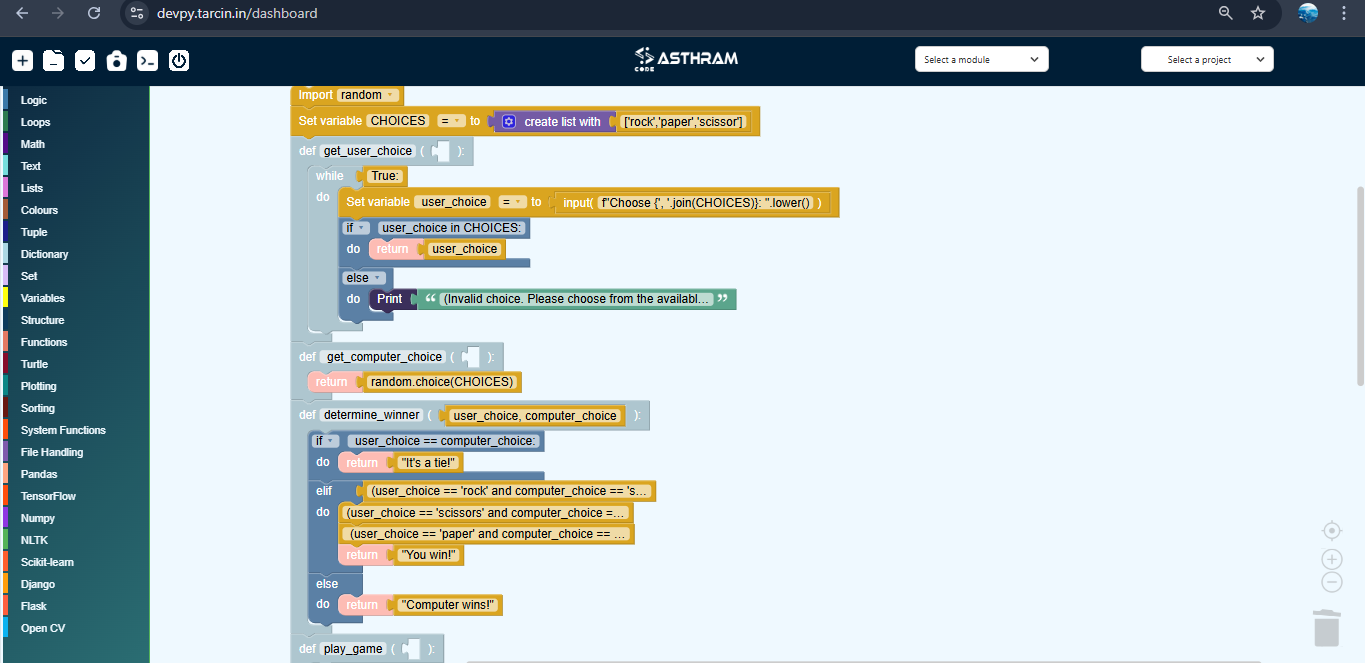 devpy.tarcin.in/dashboard
CODE ASTHRAM
Select a module
Select a project
Logic
Loops
Math
Text
Lists
Colours
Tuple
Dictionary
Set
Variables
Structure
Functions
Turtle
Plotting
Sorting
System Functions
File Handling
Pandas
TensorFlow
Numpy
NLTK
Scikit-learn
Django
Flask
Open CV
import random
Set variable CHOICES = to create list with ['rock','paper','scissor']
def get_user_choice ( ):
while True:
do Set variable user_choice = to input( f"Choose {', '.join(CHOICES)}: ".lower() )
if user_choice in CHOICES:
do return user_choice
else
do Print “ (Invalid choice. Please choose from the availabl... ”
def get_computer_choice ( ):
return random.choice(CHOICES)
def determine_winner ( user_choice, computer_choice ):
if user_choice == computer_choice:
do return "It's a tie!"
elif (user_choice == 'rock' and computer_choice == 's...
do (user_choice == 'scissors' and computer_choice =...
(user_choice == 'paper' and computer_choice == ...
return "You win!"
else
do return "Computer wins!"
def play_game ( ):